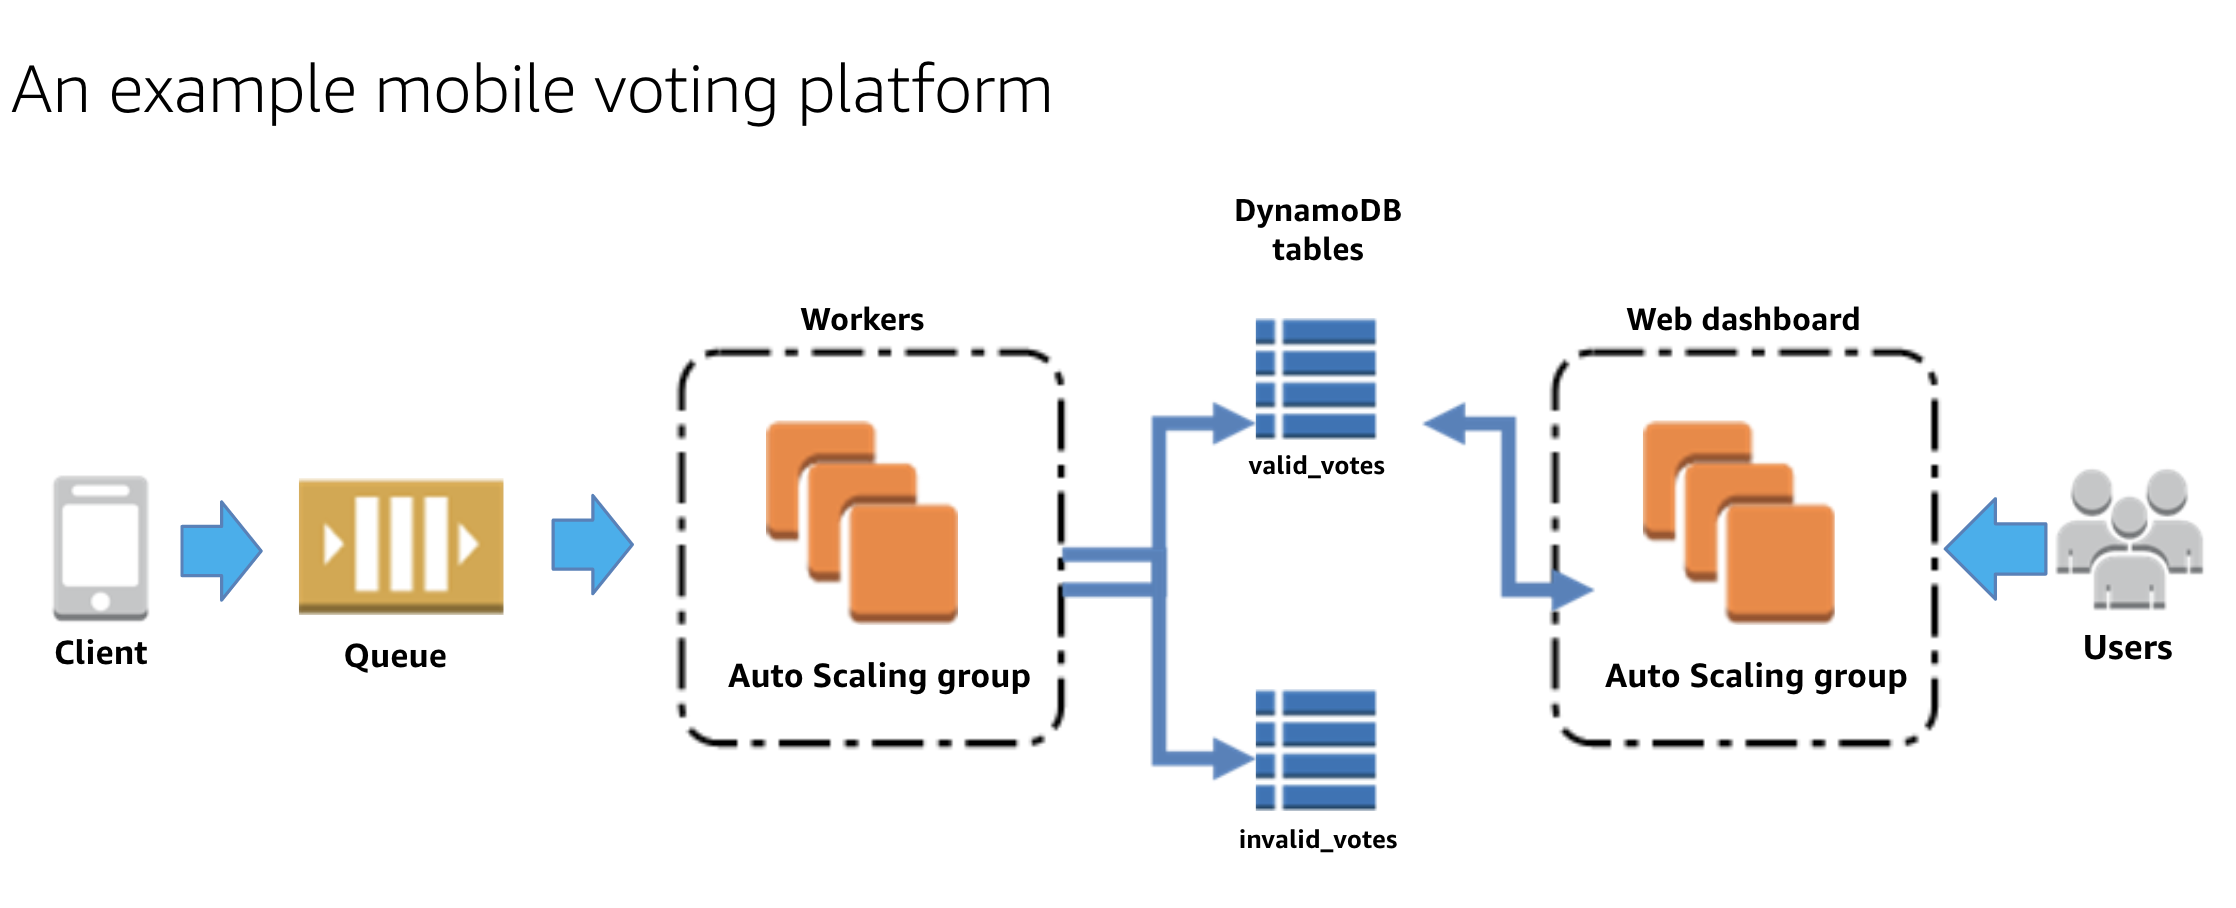 An example mobile voting platform
DynamoDB
tables
Workers
Web dashboard
valid_votes
Client
Queue
Auto Scaling group
Auto Scaling group
Users
invalid_votes